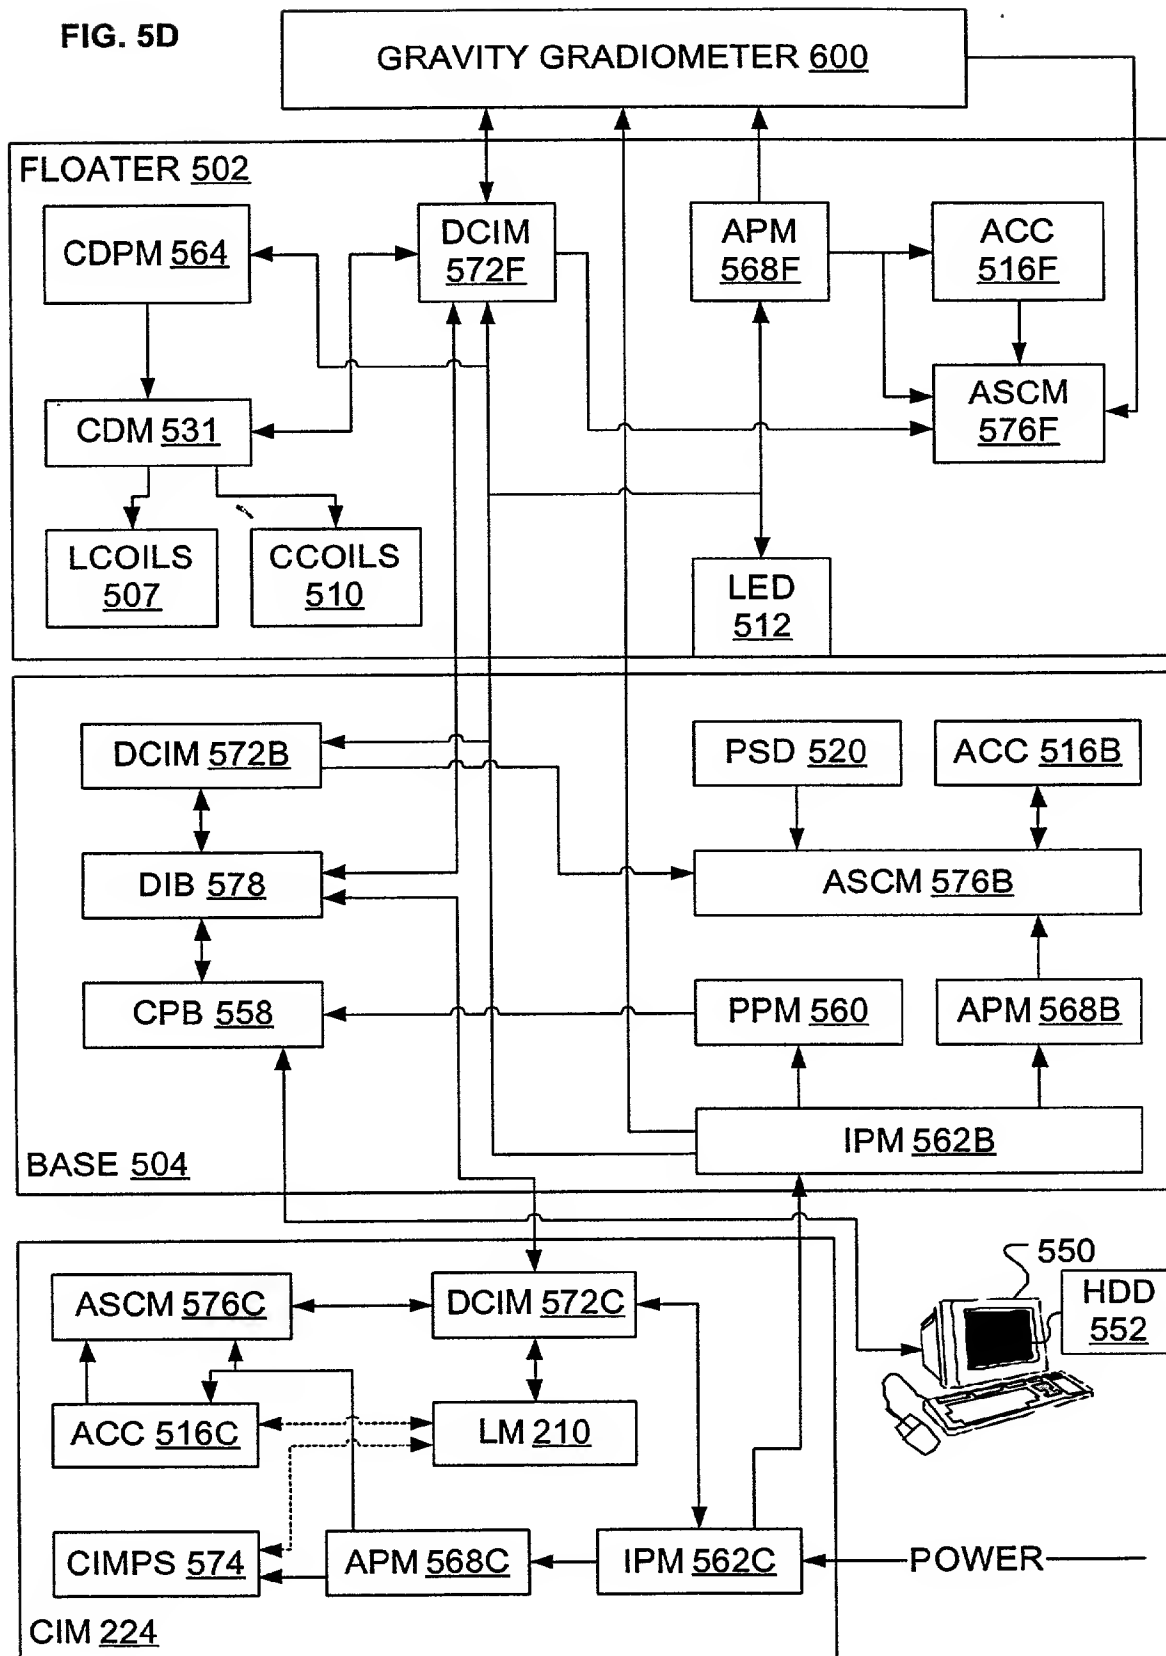 FIG. 5D
GRAVITY GRADIOMETER 600
FLOATER 502
CDPM 564
DCIM
572F
APM
568F
ACC
516F
CDM 531
ASCM
576F
LCOILS
507
CCOILS
510
LED
512
DCIM 572B
PSD 520
ACC 516B
DIB 578
ASCM 576B
CPB 558
PPM 560
APM 568B
IPM 562B
BASE 504
550
HDD
552
ASCM 576C
DCIM 572C
ACC 516C
LM 210
CIMPS 574
APM 568C
IPM 562C
POWER
CIM 224